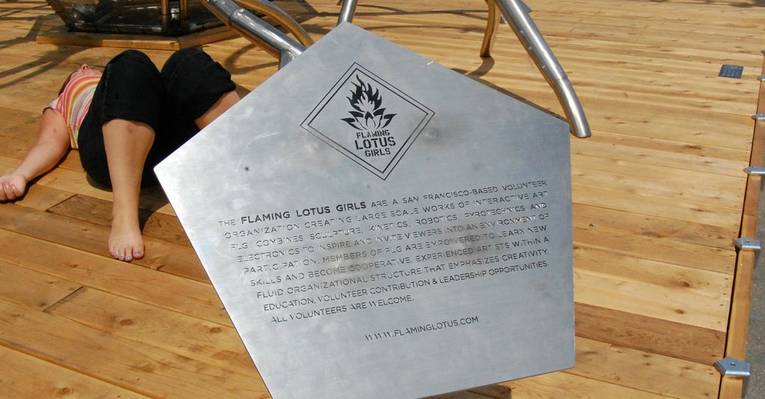 FLAMING
LOTUS
GIRLS
THE FLAMING LOTUS GIRLS ARE A SAN FRANCISCO-BASED VOLUNTEER
ORGANIZATION CREATING LARGE SCALE WORKS OF INTERACTIVE ART.
FLG COMBINES SCULPTURE, KINETICS, ROBOTICS, PYROTECHNICS AND
ELECTRONICS TO INSPIRE AND INVITE VIEWERS INTO AN ENVIRONMENT OF
PARTICIPATION. MEMBERS OF FLG ARE EMPOWERED TO LEARN NEW
SKILLS AND BECOME COOPERATIVE, EXPERIENCED ARTISTS WITHIN A
FLUID ORGANIZATIONAL STRUCTURE THAT EMPHASIZES CREATIVITY,
EDUCATION, VOLUNTEER CONTRIBUTION & LEADERSHIP OPPORTUNITIES.
ALL VOLUNTEERS ARE WELCOME.
WWW.FLAMINGLOTUS.COM